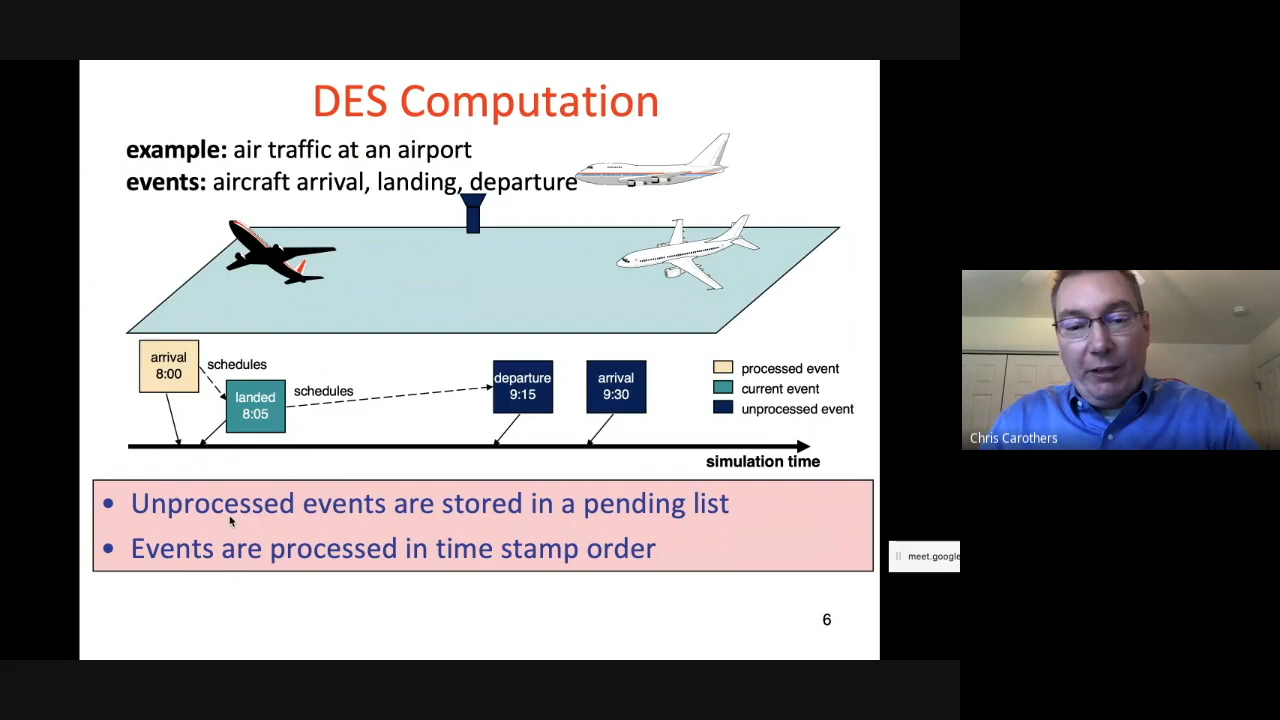 DES Computation
example: air traffic at an airport
events: aircraft arrival, landing, departure
arrival
8:00
schedules
landed
8:05
schedules
departure
9:15
arrival
9:30
processed event
current event
unprocessed event
simulation time
• Unprocessed events are stored in a pending list
• Events are processed in time stamp order
6
Chris Carothers
meet.google